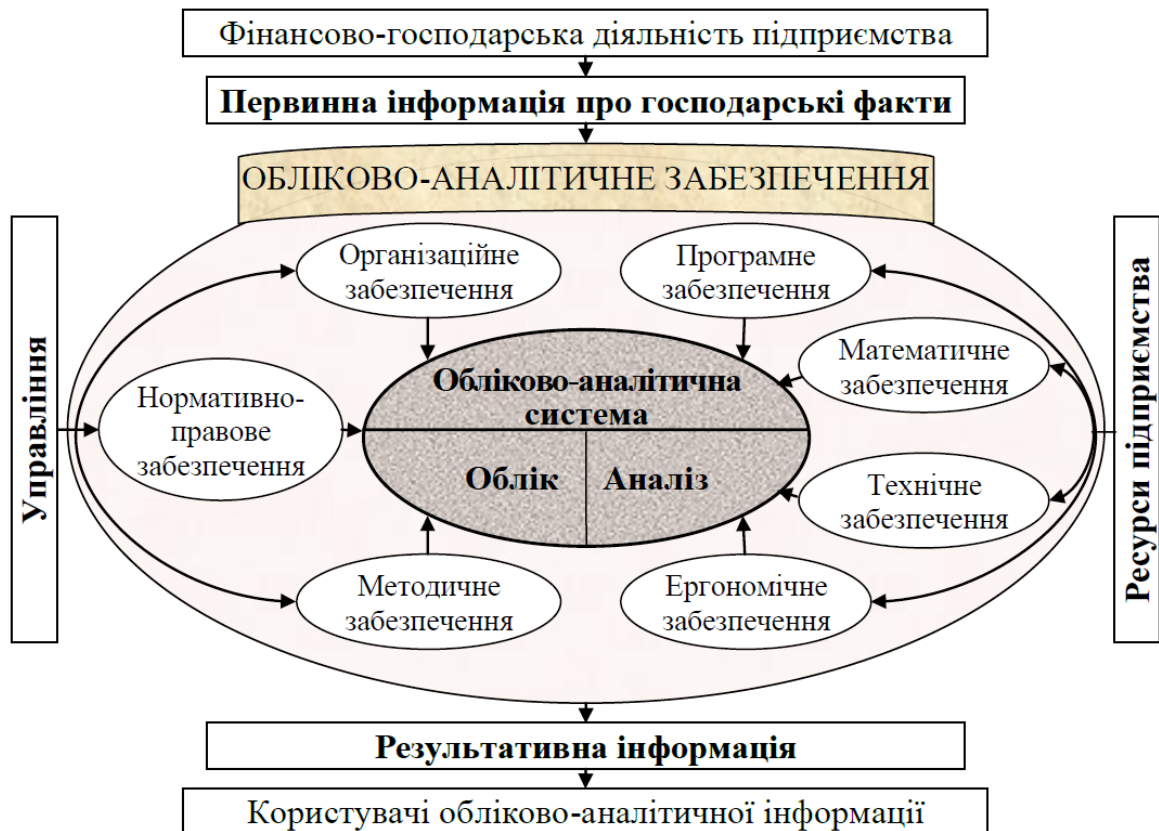 Фінансово-господарська діяльність підприємства
Первинна інформація про господарські факти
ОБЛІКОВО-АНАЛІТИЧНЕ ЗАБЕЗПЕЧЕННЯ
Управління
Організаційне
забезпечення
Програмне
забезпечення
Нормативно-
правове
забезпечення
Обліково-аналітична
система
Облік
Аналіз
Математичне
забезпечення
Технічне
забезпечення
Методичне
забезпечення
Ергономічне
забезпечення
Ресурси підприємства
Результативна інформація
Користувачі обліково-аналітичної інформації